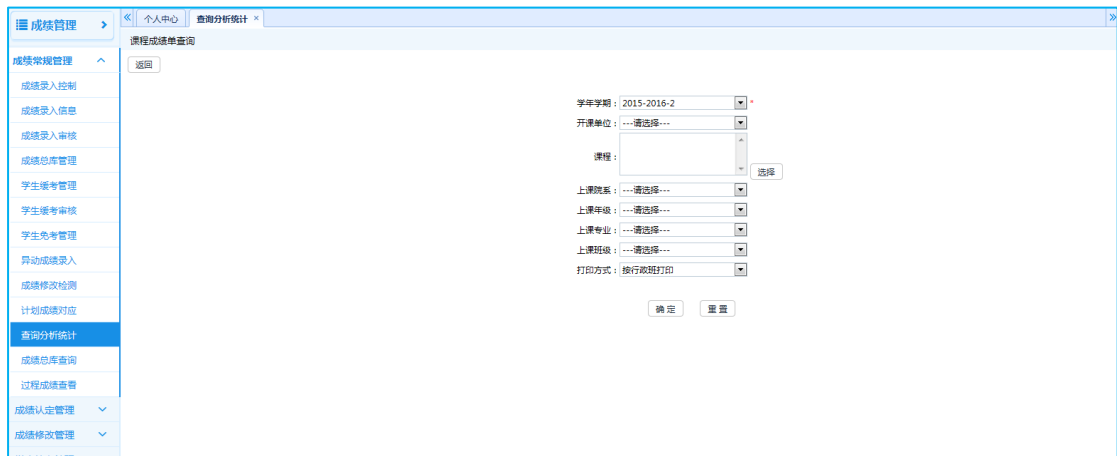 成绩管理
个人中心
查询分析统计 ×
课程成绩单查询
返回
成绩常规管理
成绩录入控制
成绩录入信息
成绩录入审核
成绩总库管理
学生缓考管理
学生缓考审核
学生免考管理
异动成绩录入
成绩修改检测
计划成绩对应
查询分析统计
成绩总库查询
过程成绩查看
成绩认定管理
成绩修改管理
学年学期： 2015-2016-2 *
开课单位： ---请选择---
课程：
选择
上课院系： ---请选择---
上课年级： ---请选择---
上课专业： ---请选择---
上课班级： ---请选择---
打印方式： 按行政班打印
确 定 重 置